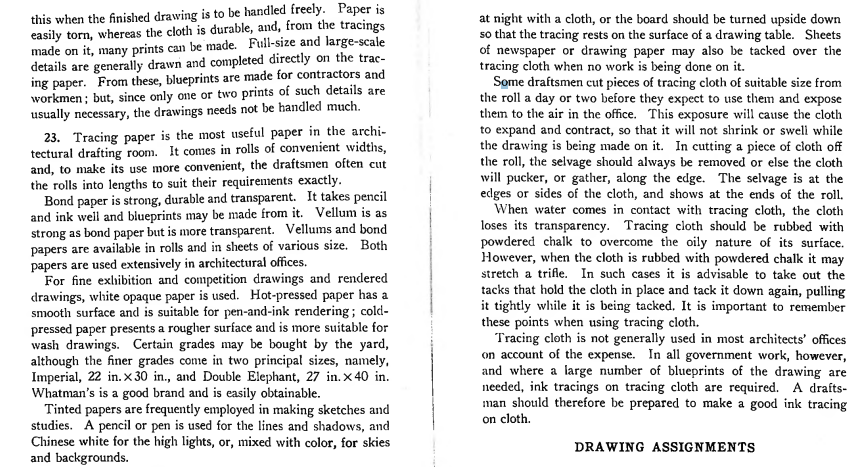 this when the finished drawing is to be handled freely. Paper is
easily torn, whereas the cloth is durable, and, from the tracings
made on it, many prints can be made. Full-size and large-scale
details are generally drawn and completed directly on the trac-
ing paper. From these, blueprints are made for contractors and
workmen; but, since only one or two prints of such details are
usually necessary, the drawings needs not be handled much.
23. Tracing paper is the most useful paper in the archi-
tectural drafting room. It comes in rolls of convenient widths,
and, to make its use more convenient, the draftsmen often cut
the rolls into lengths to suit their requirements exactly.
Bond paper is strong, durable and transparent. It takes pencil
and ink well and blueprints may be made from it. Vellum is as
strong as bond paper but is more transparent. Vellums and bond
papers are available in rolls and in sheets of various size. Both
papers are used extensively in architectural offices.
For fine exhibition and competition drawings and rendered
drawings, white opaque paper is used. Hot-pressed paper has a
smooth surface and is suitable for pen-and-ink rendering; cold-
pressed paper presents a rougher surface and is more suitable for
wash drawings. Certain grades may be bought by the yard,
although the finer grades come in two principal sizes, namely,
Imperial, 22 in.×30 in., and Double Elephant, 27 in.×40 in.
Whatman's is a good brand and is easily obtainable.
Tinted papers are frequently employed in making sketches and
studies. A pencil or pen is used for the lines and shadows, and
Chinese white for the high lights, or, mixed with color, for skies
and backgrounds.
at night with a cloth, or the board should be turned upside down
so that the tracing rests on the surface of a drawing table. Sheets
of newspaper or drawing paper may also be tacked over the
tracing cloth when no work is being done on it.
Some draftsmen cut pieces of tracing cloth of suitable size from
the roll a day or two before they expect to use them and expose
them to the air in the office. This exposure will cause the cloth
to expand and contract, so that it will not shrink or swell while
the drawing is being made on it. In cutting a piece of cloth off
the roll, the selvage should always be removed or else the cloth
will pucker, or gather, along the edge. The selvage is at the
edges or sides of the cloth, and shows at the ends of the roll.
When water comes in contact with tracing cloth, the cloth
loses its transparency. Tracing cloth should be rubbed with
powdered chalk to overcome the oily nature of its surface.
However, when the cloth is rubbed with powdered chalk it may
stretch a trifle. In such cases it is advisable to take out the
tacks that hold the cloth in place and tack it down again, pulling
it tightly while it is being tacked. It is important to remember
these points when using tracing cloth.
Tracing cloth is not generally used in most architects' offices
on account of the expense. In all government work, however,
and where a large number of blueprints of the drawing are
needed, ink tracings on tracing cloth are required. A drafts-
man should therefore be prepared to make a good ink tracing
on cloth.
DRAWING ASSIGNMENTS